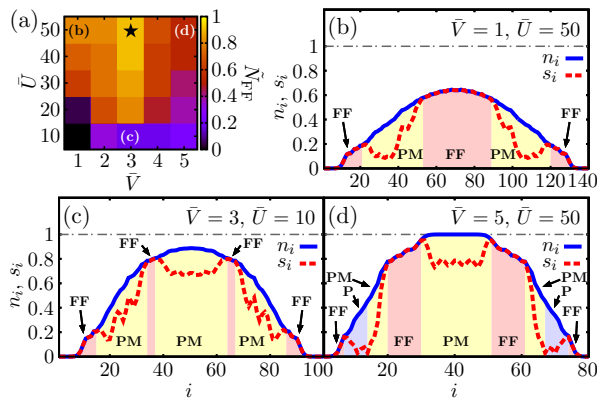 (a)
50
40
30
20
10
Ū
(b)
(d)
(c)
★
1 2 3 4 5
V̄
1
0.8
0.6
0.4
0.2
0
Ñ_FF
(b) V̄ = 1, Ū = 50
n_i
s_i
n_i, s_i
1
0.8
0.6
0.4
0.2
0
FF
PM
FF
PM
FF
20 40 60 80 100 120 140
(c) V̄ = 3, Ū = 10
n_i
s_i
n_i, s_i
1
0.8
0.6
0.4
0.2
0
FF
FF
FF
FF
PM
PM
PM
0 20 40 60 80 100
i
(d) V̄ = 5, Ū = 50
n_i
s_i
PM
P
FF
FF
PM
FF
PM
P
FF
0 20 40 60 80
i